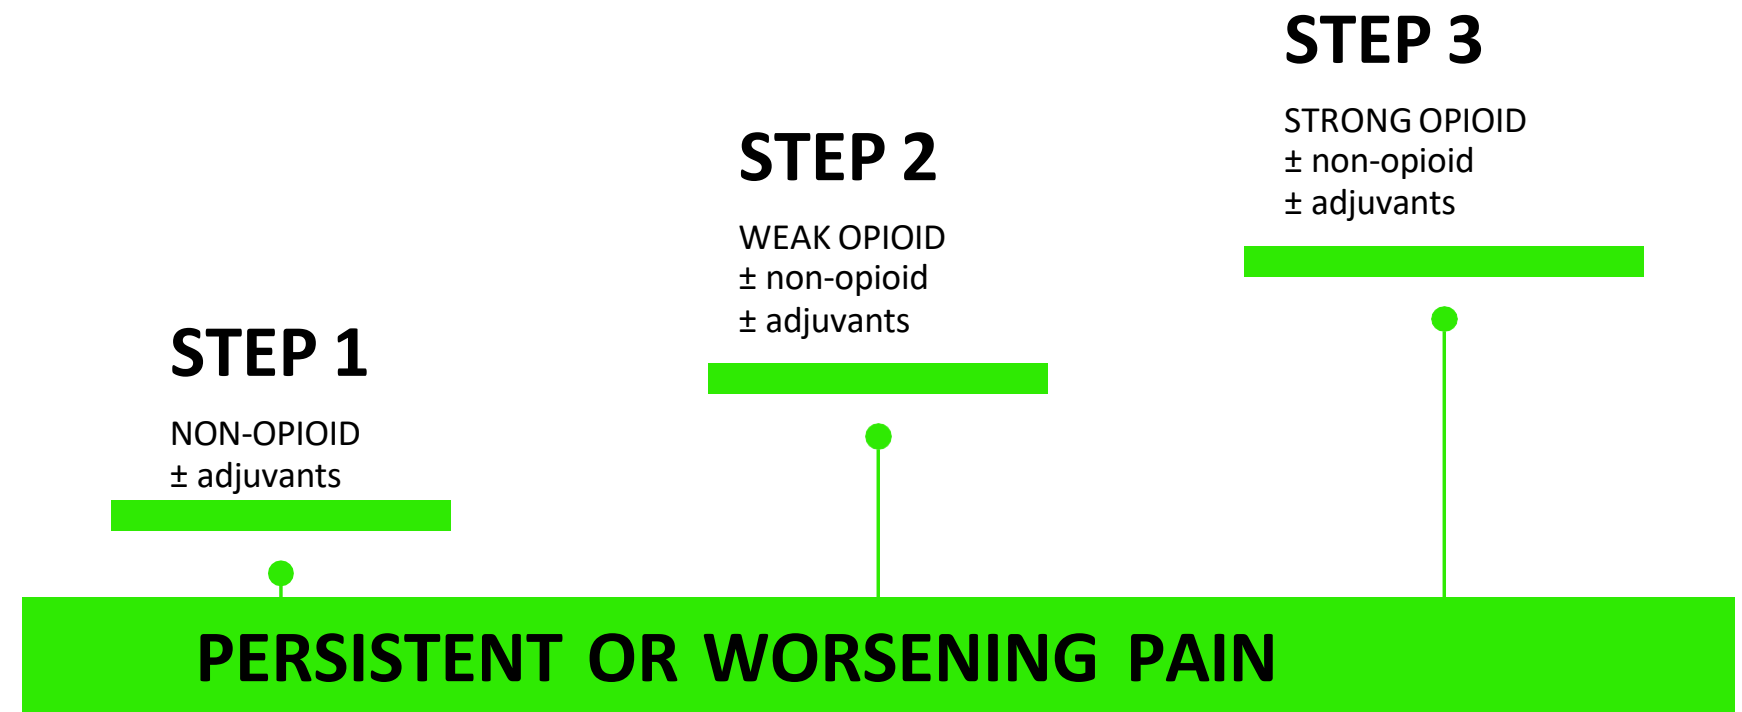 STEP 1
NON-OPIOID
± adjuvants
STEP 2
WEAK OPIOID
± non-opioid
± adjuvants
STEP 3
STRONG OPIOID
± non-opioid
± adjuvants
PERSISTENT OR WORSENING PAIN